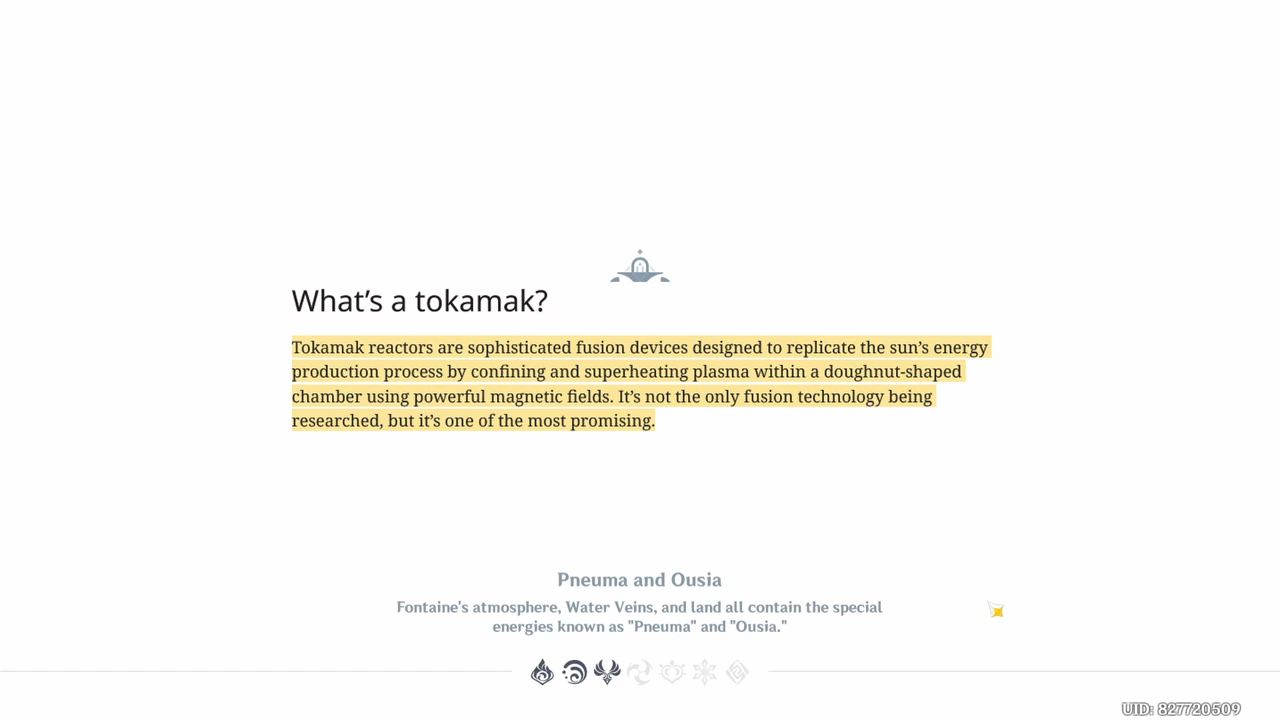 What’s a tokamak?
Tokamak reactors are sophisticated fusion devices designed to replicate the sun’s energy
production process by confining and superheating plasma within a doughnut-shaped
chamber using powerful magnetic fields. It’s not the only fusion technology being
researched, but it’s one of the most promising.
Pneuma and Ousia
Fontaine's atmosphere, Water Veins, and land all contain the special
energies known as "Pneuma" and "Ousia."
UID: 827720509